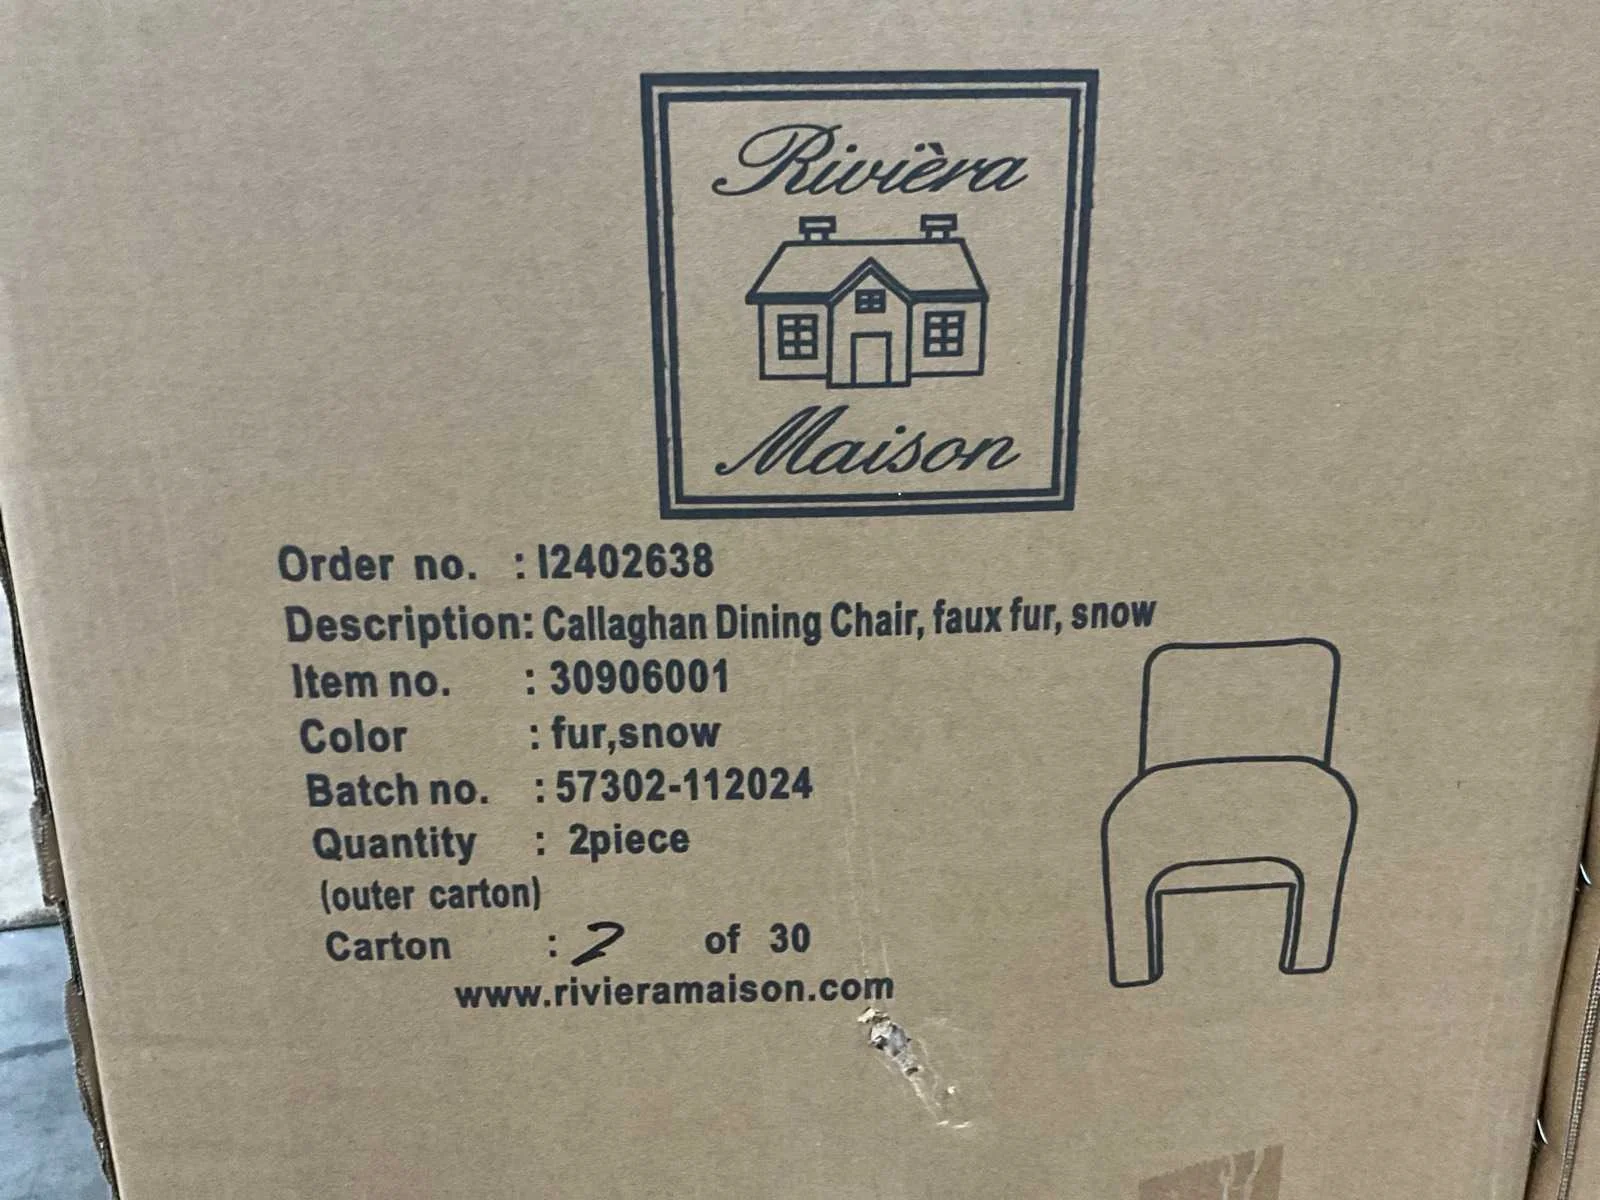 Rivièra
Maison
Order no. : I2402638
Description: Callaghan Dining Chair, faux fur, snow
Item no. : 30906001
Color : fur,snow
Batch no. : 57302-112024
Quantity : 2piece
(outer carton)
Carton : 2 of 30
www.rivieramaison.com